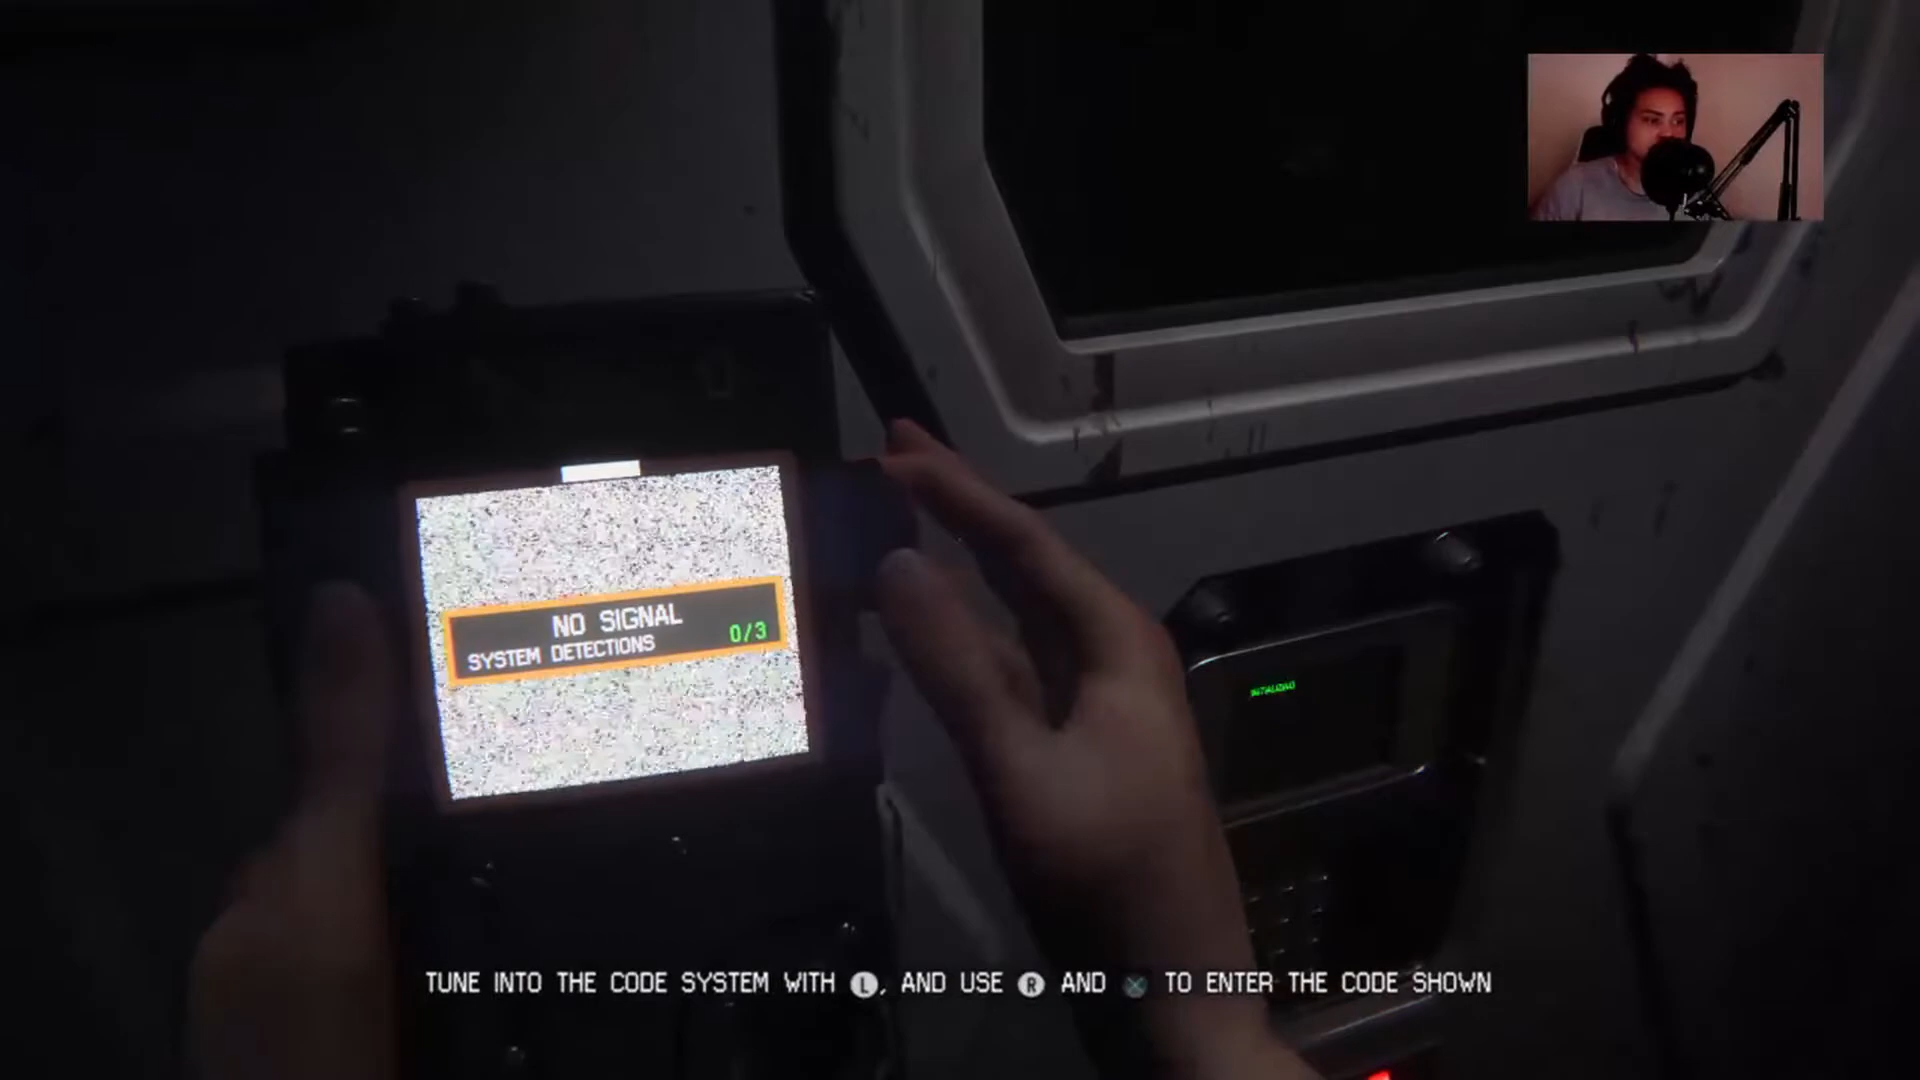 NO SIGNAL
SYSTEM DETECTIONS 0/3
INITIALIZING
TUNE INTO THE CODE SYSTEM WITH L, AND USE R AND X TO ENTER THE CODE SHOWN